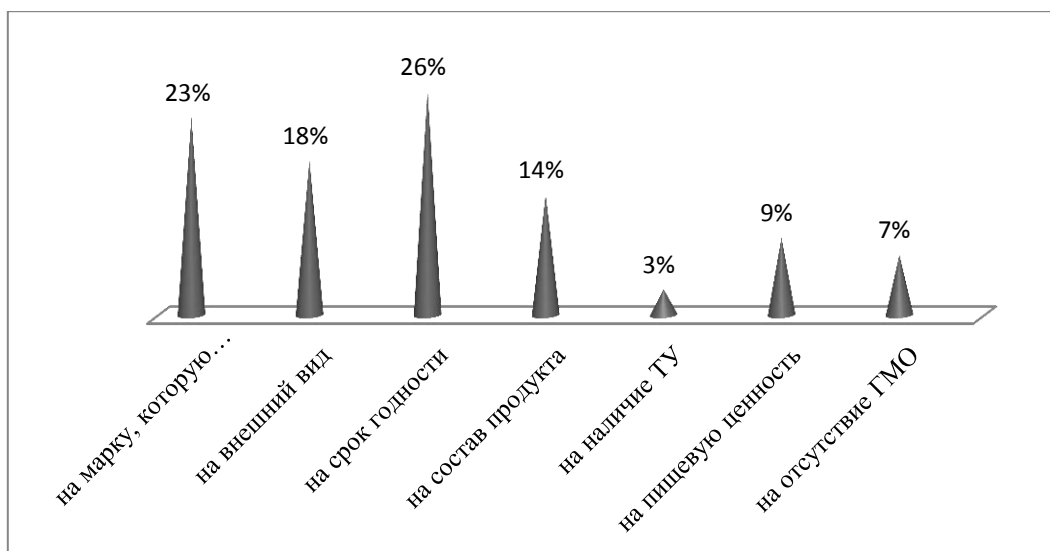 23%
18%
26%
14%
3%
9%
7%
на марку, которую…
на внешний вид
на срок годности
на состав продукта
на наличие ТУ
на пищевую ценность
на отсутствие ГМО